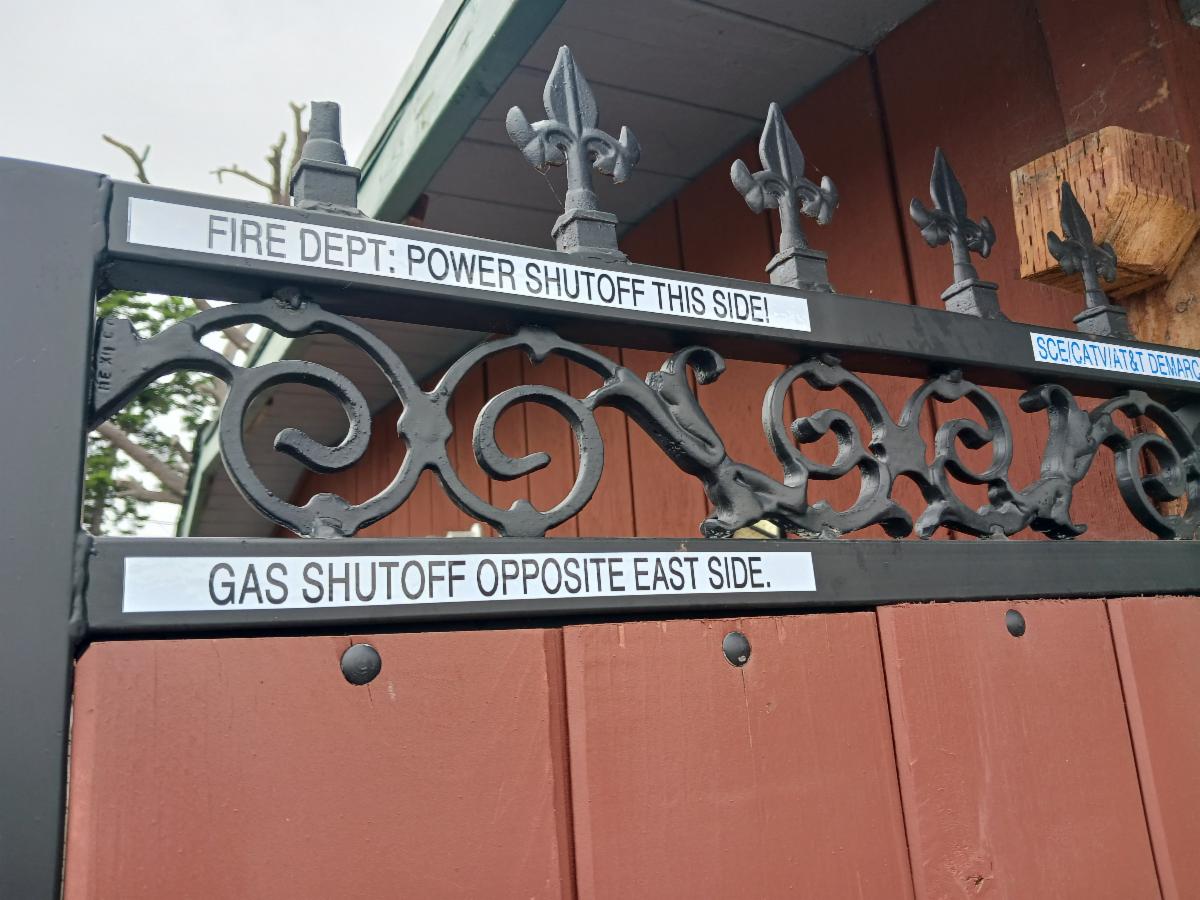 FIRE DEPT: POWER SHUTOFF THIS SIDE!
SCE/CATV/AT&T DEMARC
GAS SHUTOFF OPPOSITE EAST SIDE.